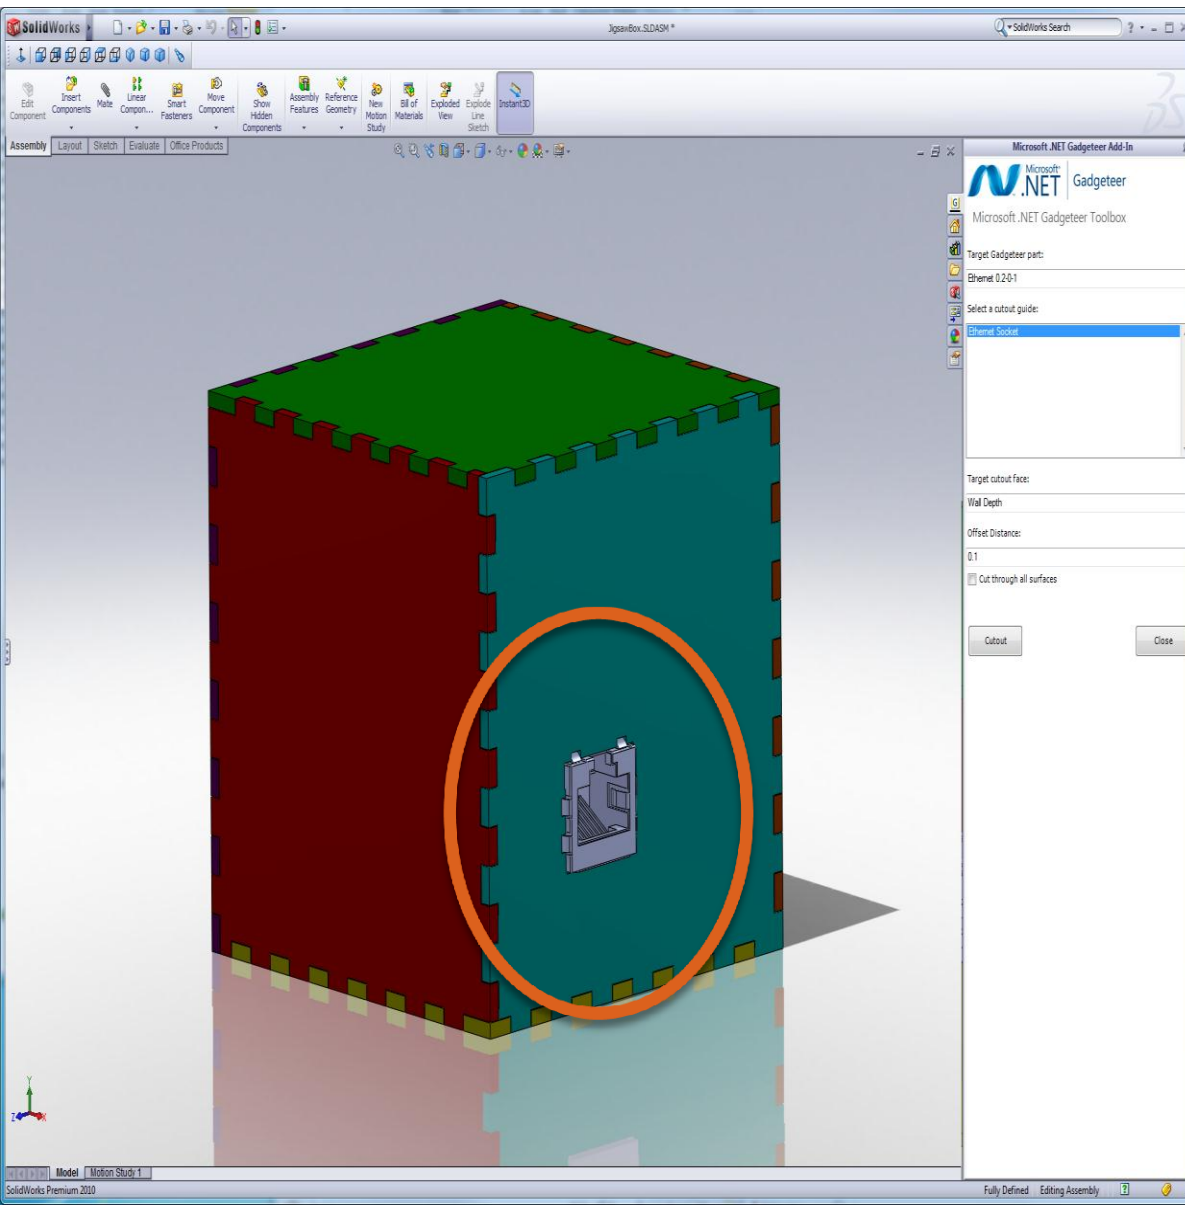 SolidWorks
JigsawBox.SLDASM *
SolidWorks Search
Edit Component
Insert Components
Mate
Linear Compon...
Smart Fasteners
Move Component
Show Hidden Components
Assembly Features
Reference Geometry
New Motion Study
Bill of Materials
Exploded View
Explode Line Sketch
Instant3D
Assembly Layout Sketch Evaluate Office Products
Microsoft .NET Gadgeteer Add-In
Microsoft
.NET Gadgeteer
Microsoft .NET Gadgeteer Toolbox
Target Gadgeteer part:
Ethernet 0.2-0-1
Select a cutout guide:
Ethernet Socket
Target cutout face:
Wall Depth
Offset Distance:
0.1
Cut through all surfaces
Cutout Close
Y
Z X
Model Motion Study 1
SolidWorks Premium 2010
Fully Defined Editing Assembly